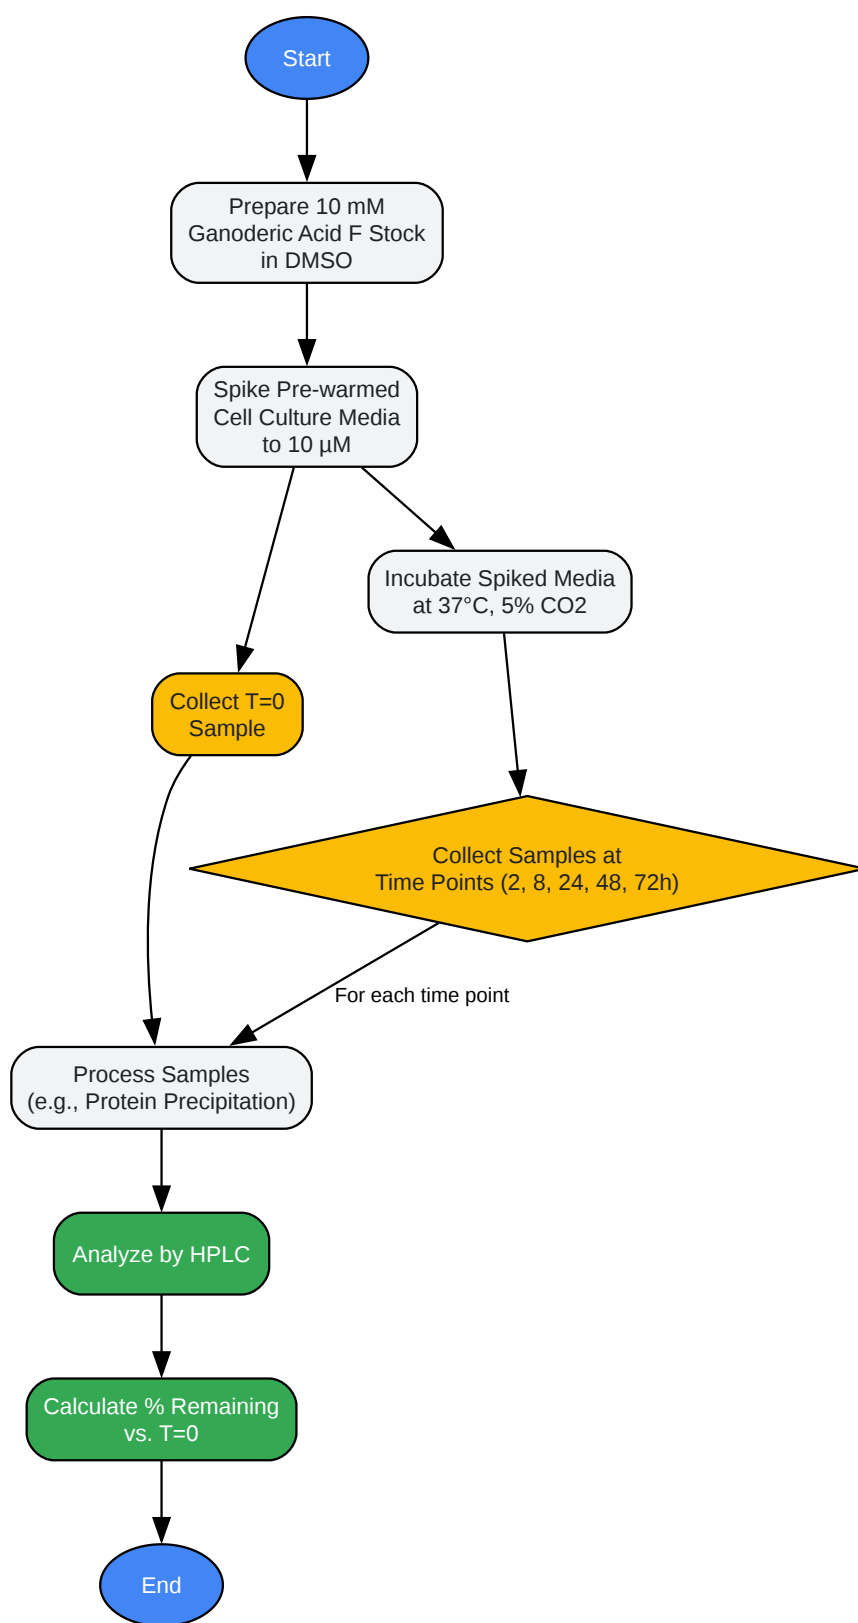 Start
Prepare 10 mM
Ganoderic Acid F Stock
in DMSO
Spike Pre-warmed
Cell Culture Media
to 10 µM
Incubate Spiked Media
at 37°C, 5% CO2
Collect T=0
Sample
Collect Samples at
Time Points (2, 8, 24, 48, 72h)
For each time point
Process Samples
(e.g., Protein Precipitation)
Analyze by HPLC
Calculate % Remaining
vs. T=0
End